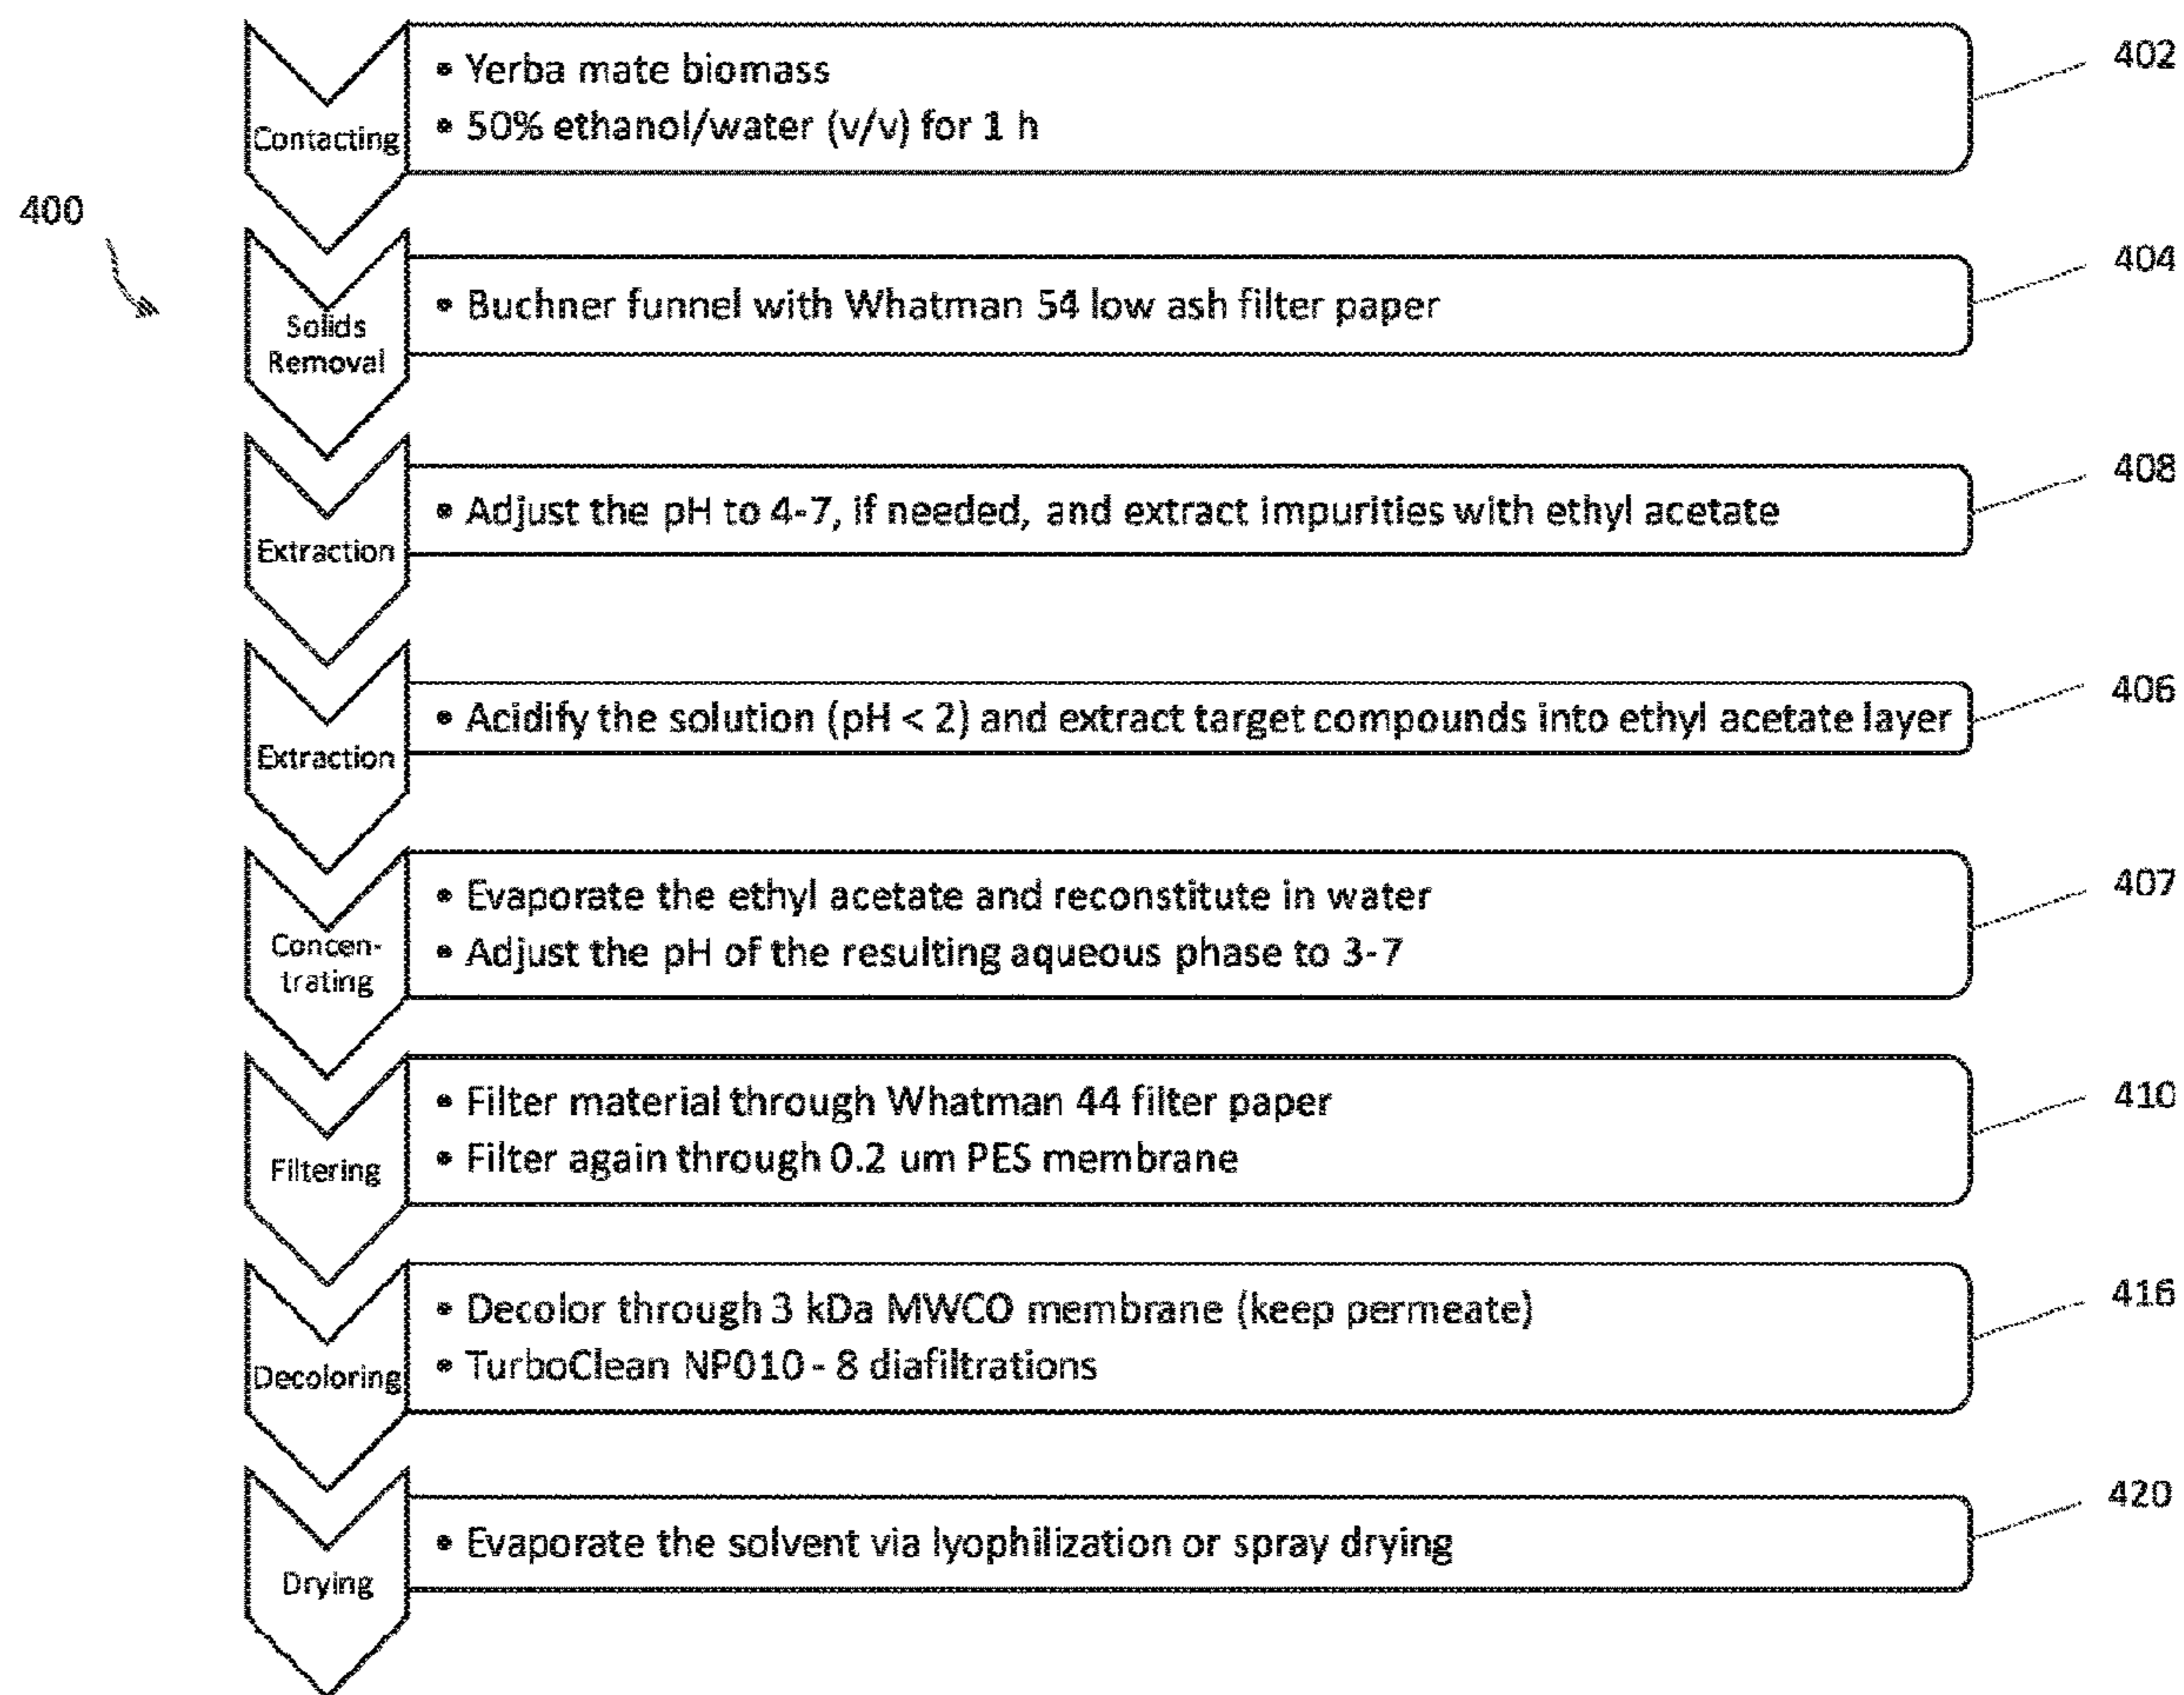 400
Contacting
• Yerba mate biomass
• 50% ethanol/water (v/v) for 1 h
402
Solids
Removal
• Buchner funnel with Whatman 54 low ash filter paper
404
Extraction
• Adjust the pH to 4-7, if needed, and extract impurities with ethyl acetate
408
Extraction
• Acidify the solution (pH < 2) and extract target compounds into ethyl acetate layer
406
Concen-
trating
• Evaporate the ethyl acetate and reconstitute in water
• Adjust the pH of the resulting aqueous phase to 3-7
407
Filtering
• Filter material through Whatman 44 filter paper
• Filter again through 0.2 um PES membrane
410
Decoloring
• Decolor through 3 kDa MWCO membrane (keep permeate)
• TurboClean NP010 - 8 diafiltrations
416
Drying
• Evaporate the solvent via lyophilization or spray drying
420